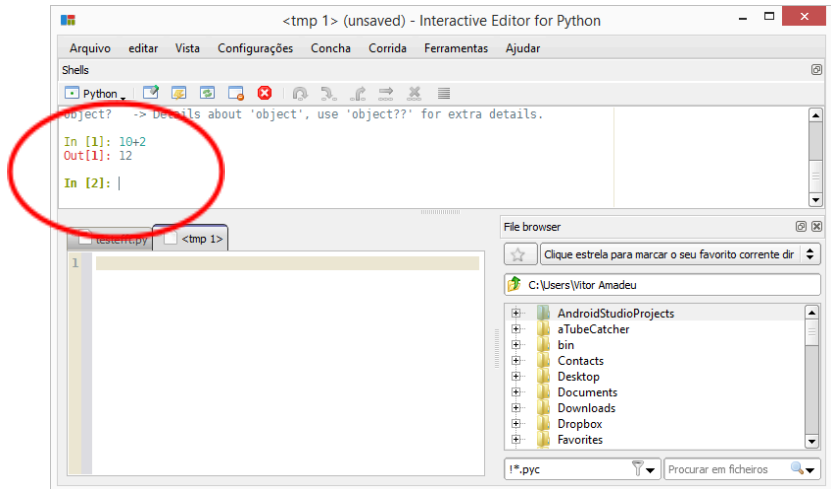 <tmp 1> (unsaved) - Interactive Editor for Python
Arquivo editar Vista Configurações Concha Corrida Ferramentas Ajudar
Shells
Python
object? -> Details about 'object', use 'object??' for extra details.
In [1]: 10+2
Out[1]: 12
In [2]:
<tmp 1>
1
File browser
Clique estrela para marcar o seu favorito corrente dir
C:\Users\Vitor Amadeu
AndroidStudioProjects
aTubeCatcher
bin
Contacts
Desktop
Documents
Downloads
Dropbox
Favorites
!*.pyc
Procurar em ficheiros